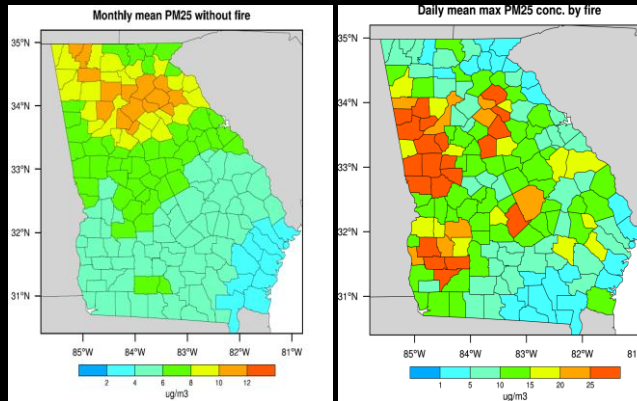 Monthly mean PM25 without fire
35°N
34°N
33°N
32°N
31°N
85°W 84°W 83°W 82°W 81°W
2 4 6 8 10 12
ug/m3
Daily mean max PM25 conc. by fire
35°N
34°N
33°N
32°N
31°N
85°W 84°W 83°W 82°W 81
1 5 10 15 20 25
ug/m3